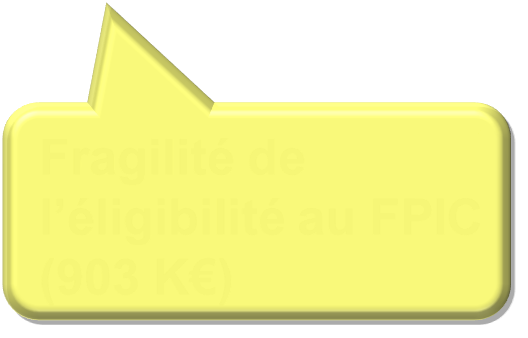 Fragilité de
l'éligibilité au FPIC
(903 K€)